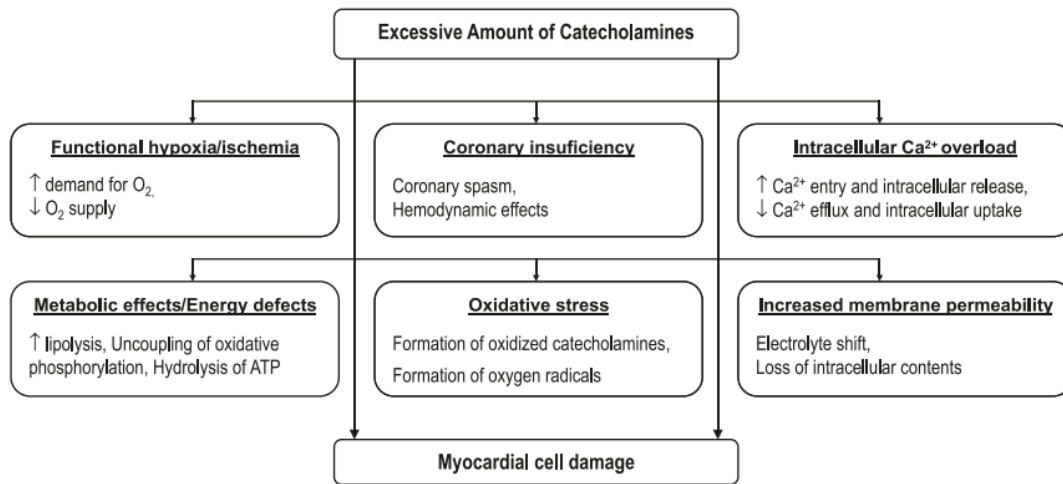 Excessive Amount of Catecholamines
Functional hypoxia/ischemia
↑ demand for O₂,
↓ O₂ supply
Coronary insuficiency
Coronary spasm,
Hemodynamic effects
Intracellular Ca²⁺ overload
↑ Ca²⁺ entry and intracellular release,
↓ Ca²⁺ efflux and intracellular uptake
Metabolic effects/Energy defects
↑ lipolysis, Uncoupling of oxidative
phosphorylation, Hydrolysis of ATP
Oxidative stress
Formation of oxidized catecholamines,
Formation of oxygen radicals
Increased membrane permeability
Electrolyte shift,
Loss of intracellular contents
Myocardial cell damage